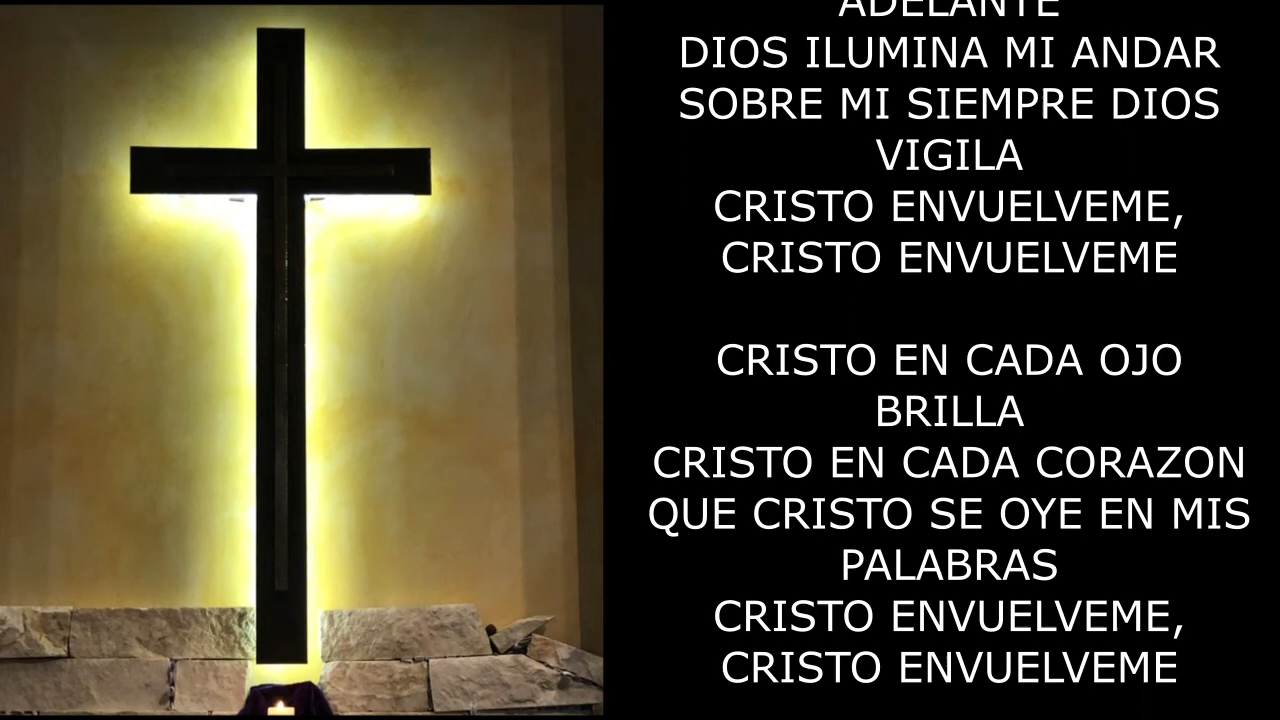 ADELANTE
DIOS ILUMINA MI ANDAR
SOBRE MI SIEMPRE DIOS
VIGILA
CRISTO ENVUELVEME,
CRISTO ENVUELVEME
CRISTO EN CADA OJO
BRILLA
CRISTO EN CADA CORAZON
QUE CRISTO SE OYE EN MIS
PALABRAS
CRISTO ENVUELVEME,
CRISTO ENVUELVEME